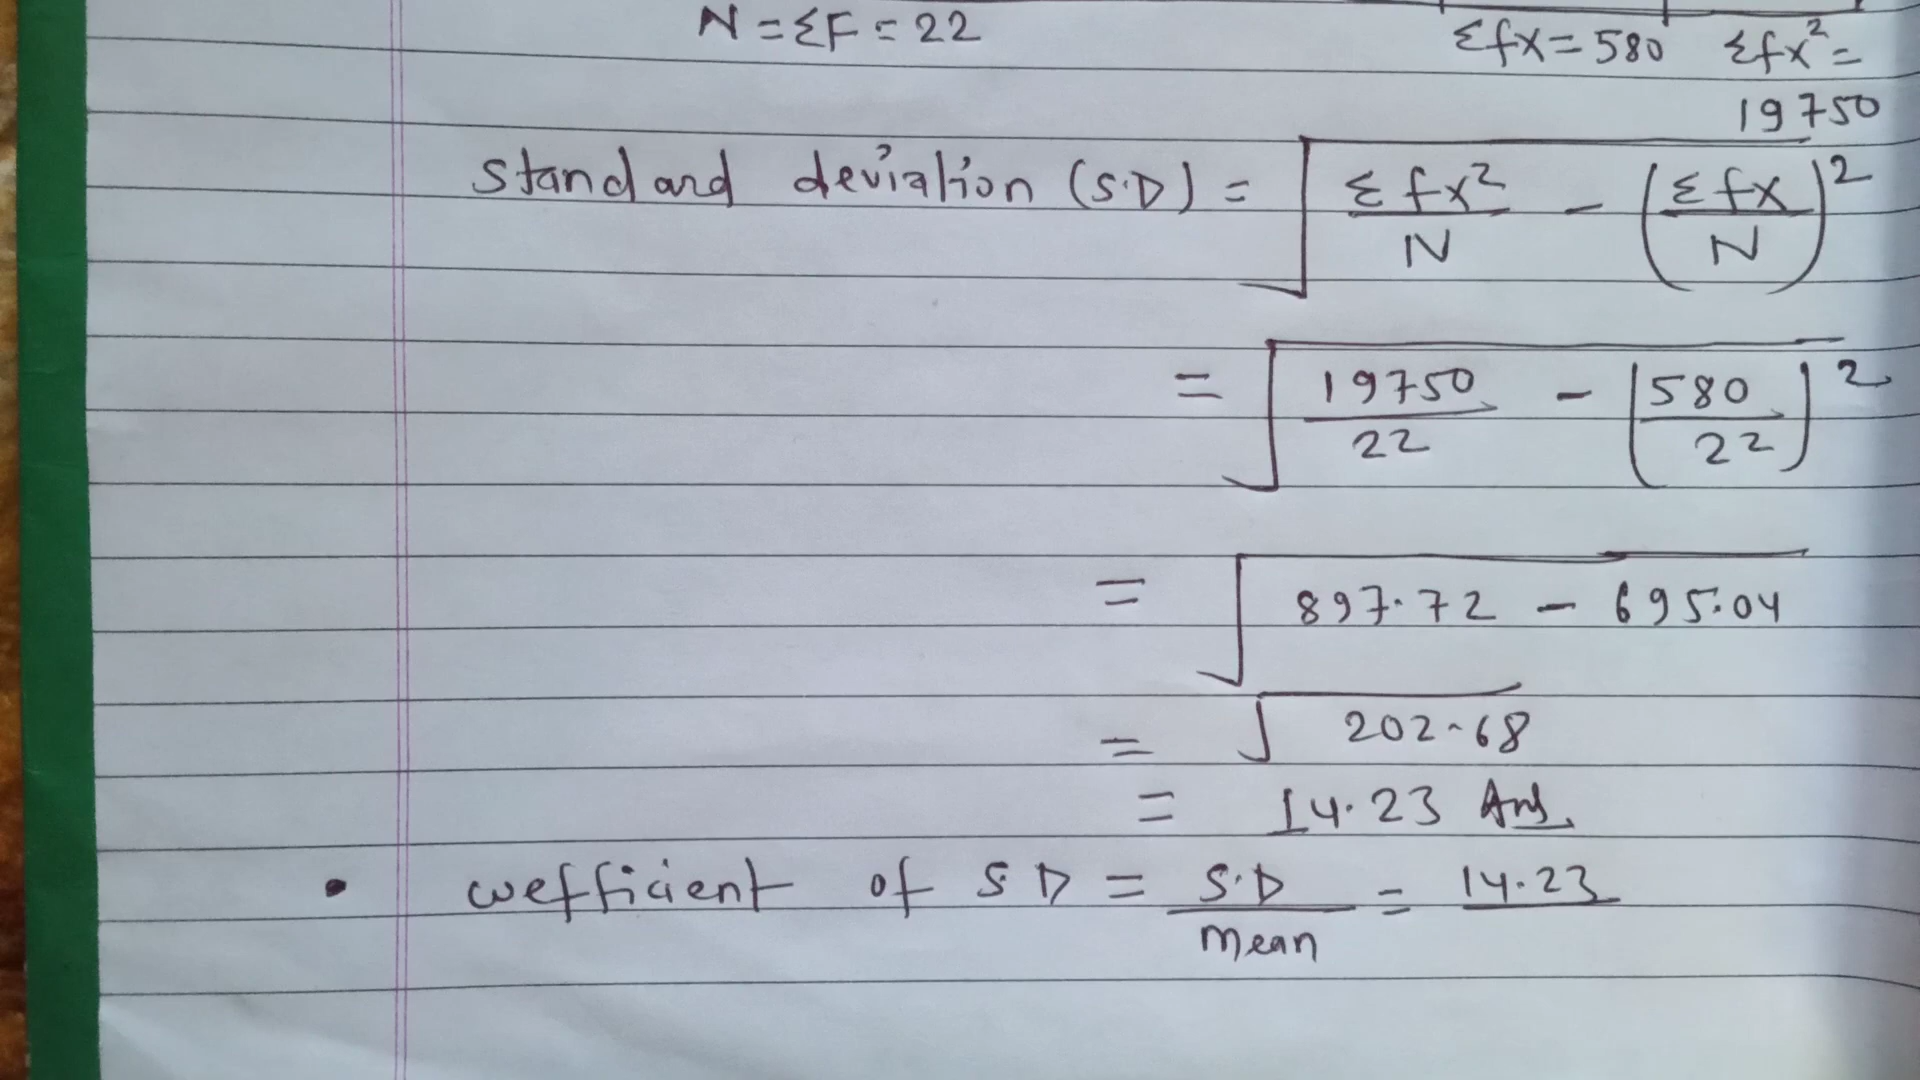 N = ΣF = 22
Σfx = 580 Σfx² =
19750
standard deviation (S.D) = √(Σfx²/N - (Σfx/N)²)
= √(19750/22 - (580/22)²)
= √(897.72 - 695.04)
= √202.68
= 14.23 Ans.
• coefficient of S D = S.D/Mean = 14.23